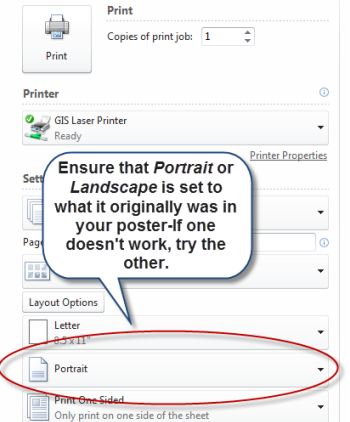 Print
Copies of print job: 1
Print
Printer
GIS Laser Printer
Ready
Printer Properties
Sett
Ensure that Portrait or
Landscape is set to
what it originally was in
your poster-If one
doesn't work, try the
other.
Page
Layout Options
Letter
8.5 x 11"
Portrait
Print One Sided
Only print on one side of the sheet